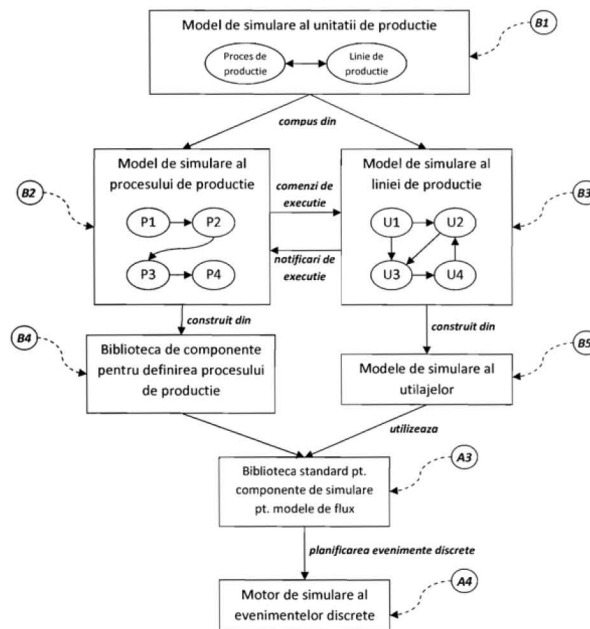 Model de simulare al unitatii de productie
B1
Proces de
productie
Linie de
productie
compus din
Model de simulare al
procesului de productie
P1
P2
P3
P4
B2
comenzi de
executie
notificari de
executie
Model de simulare al
liniei de productie
U1
U2
U3
U4
B3
construit din
construit din
B4
Biblioteca de componente
pentru definirea procesului
de productie
Modele de simulare al
utilajelor
B5
utilizeaza
Biblioteca standard pt.
componente de simulare
pt. modele de flux
A3
planificarea evenimente discrete
Motor de simulare al
evenimentelor discrete
A4